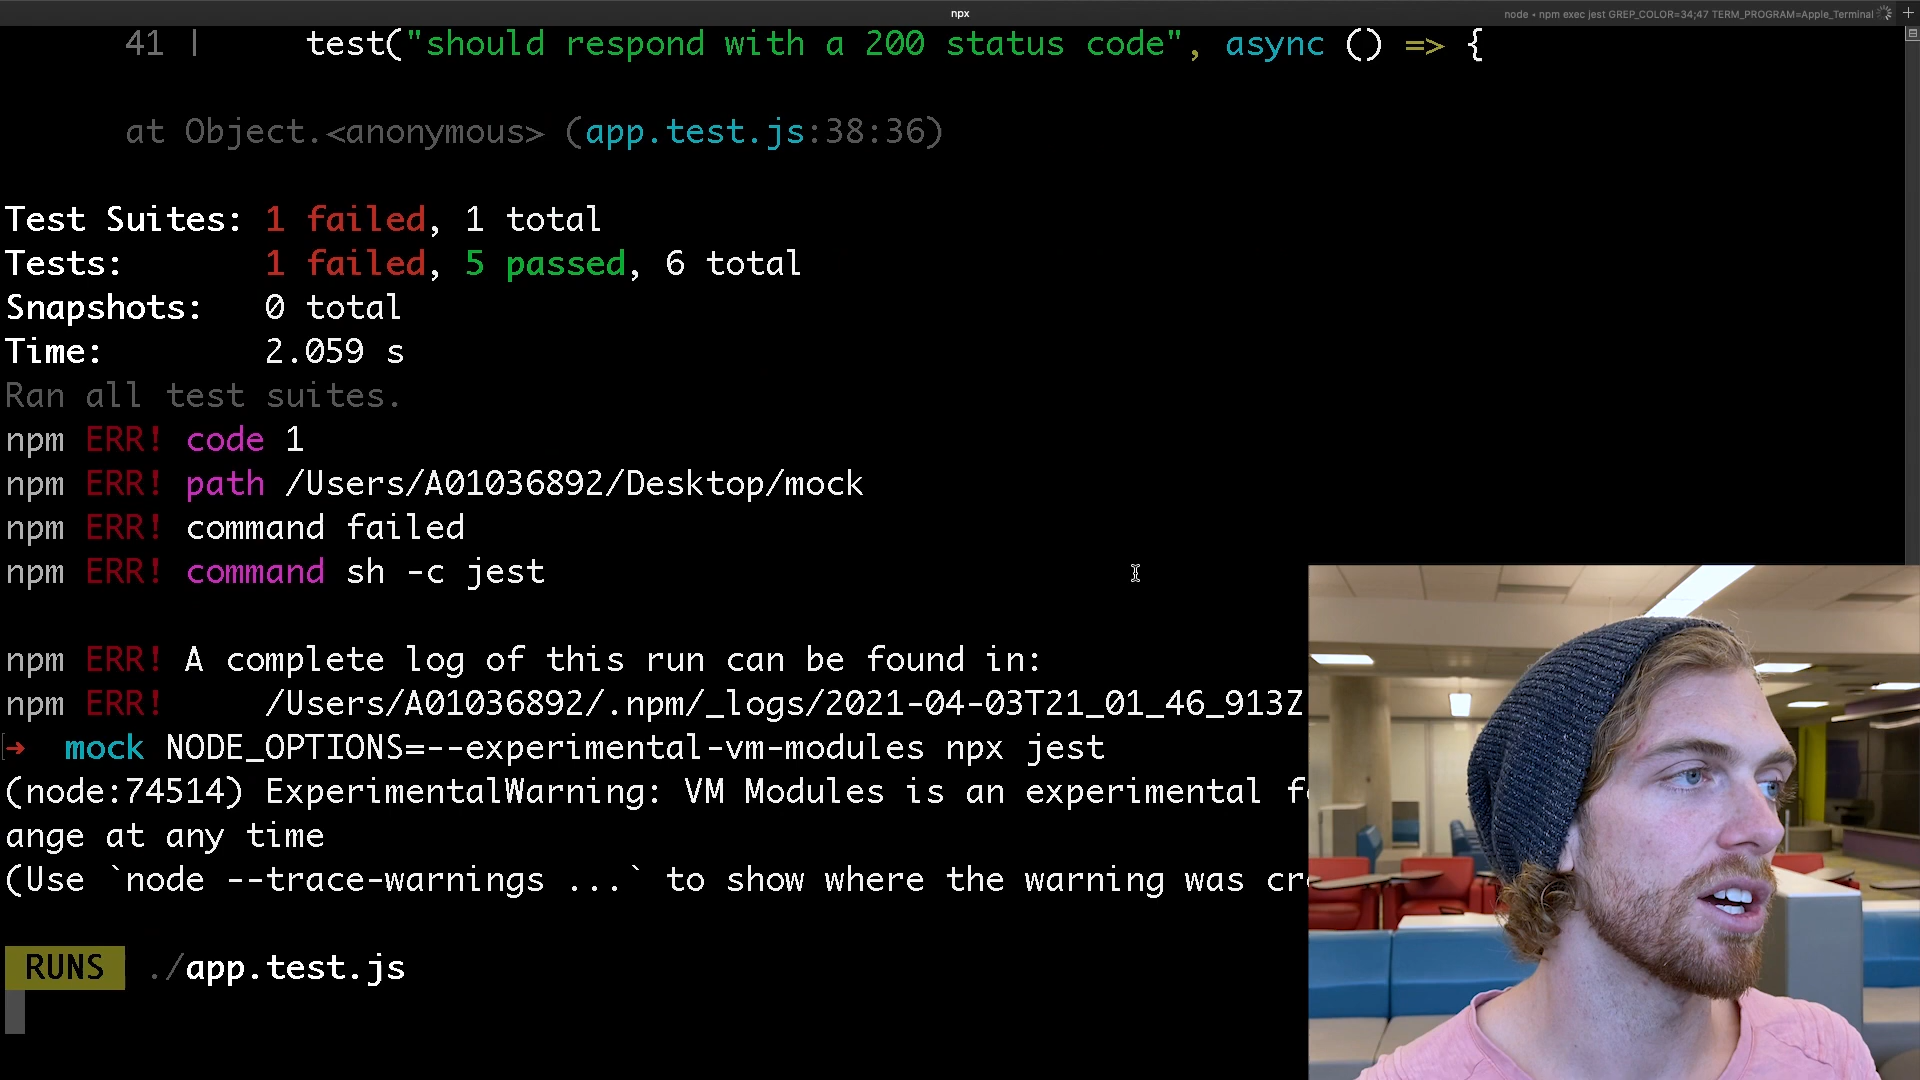 npx
node • npm exec jest GREP_COLOR=34;47 TERM_PROGRAM=Apple_Terminal
41 |     test("should respond with a 200 status code", async () => {
at Object.<anonymous> (app.test.js:38:36)
Test Suites: 1 failed, 1 total
Tests:       1 failed, 5 passed, 6 total
Snapshots:   0 total
Time:        2.059 s
Ran all test suites.
npm ERR! code 1
npm ERR! path /Users/A01036892/Desktop/mock
npm ERR! command failed
npm ERR! command sh -c jest
npm ERR! A complete log of this run can be found in:
npm ERR!     /Users/A01036892/.npm/_logs/2021-04-03T21_01_46_913Z
→  mock NODE_OPTIONS=--experimental-vm-modules npx jest
(node:74514) ExperimentalWarning: VM Modules is an experimental
ange at any time
(Use `node --trace-warnings ...` to show where the warning was
RUNS  ./app.test.js